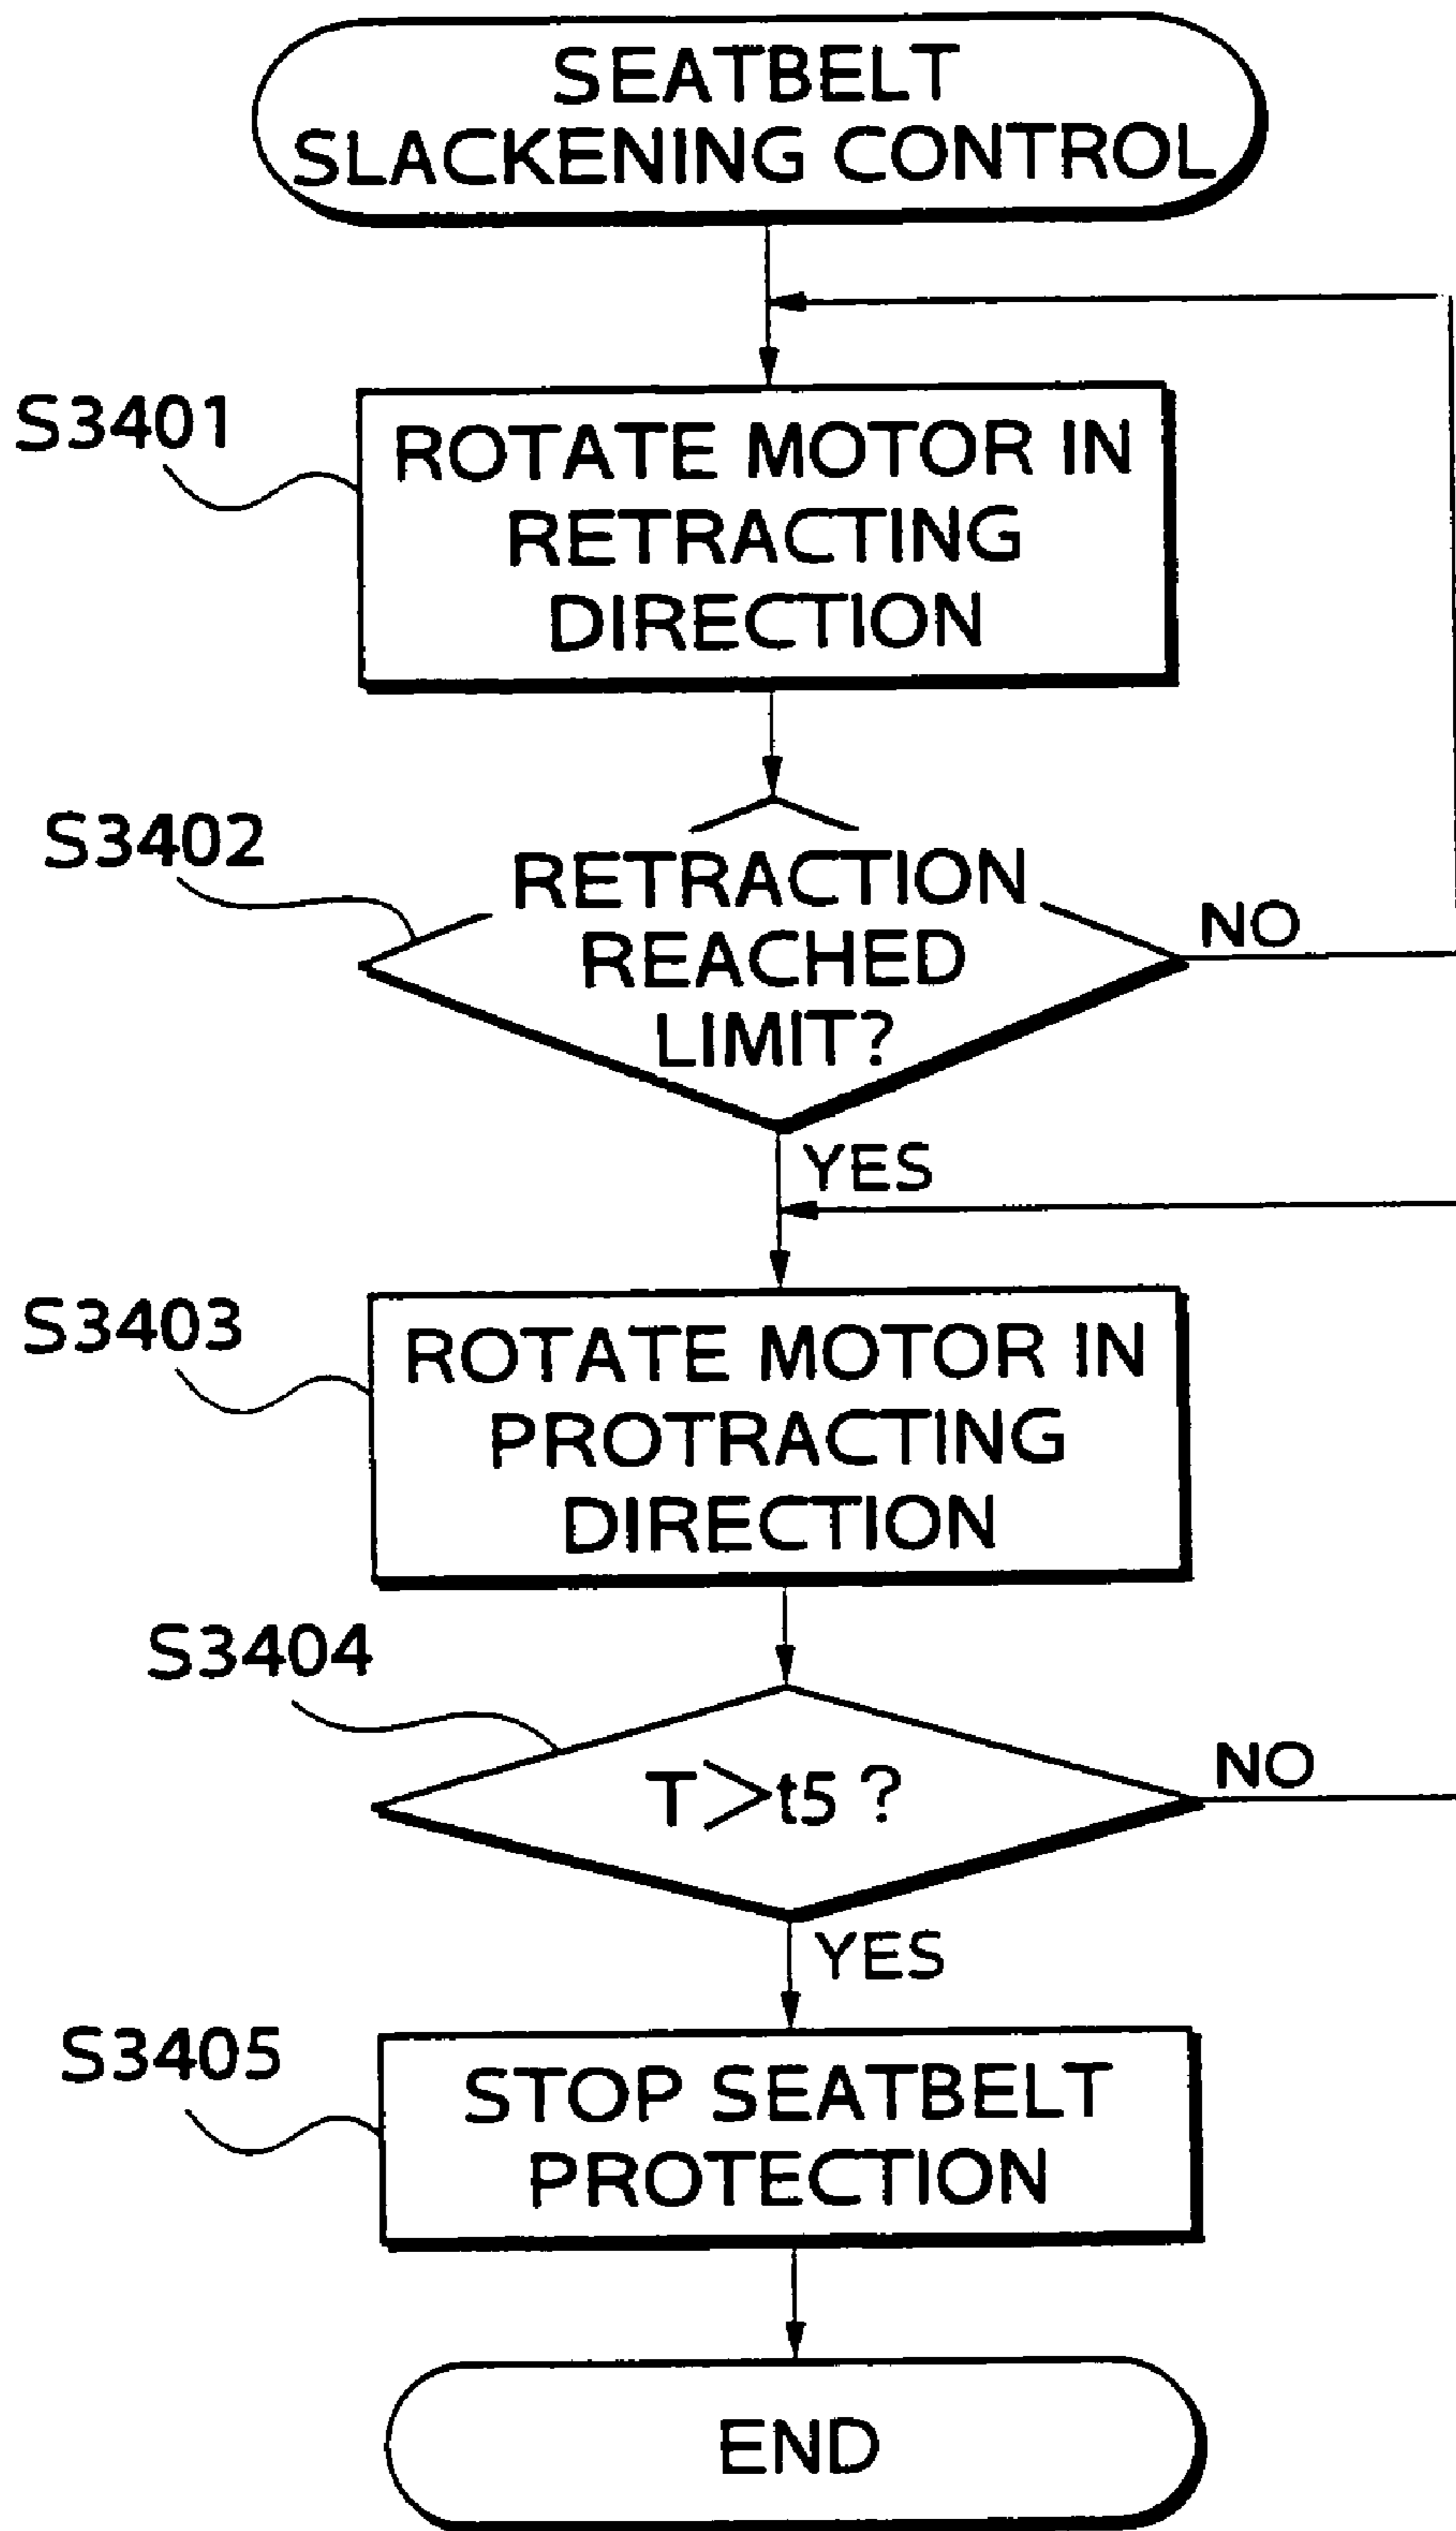 SEATBELT
SLACKENING CONTROL
S3401
ROTATE MOTOR IN
RETRACTING
DIRECTION
S3402
RETRACTION
REACHED
LIMIT?
NO
YES
S3403
ROTATE MOTOR IN
PROTRACTING
DIRECTION
S3404
T>t5?
NO
YES
S3405
STOP SEATBELT
PROTECTION
END